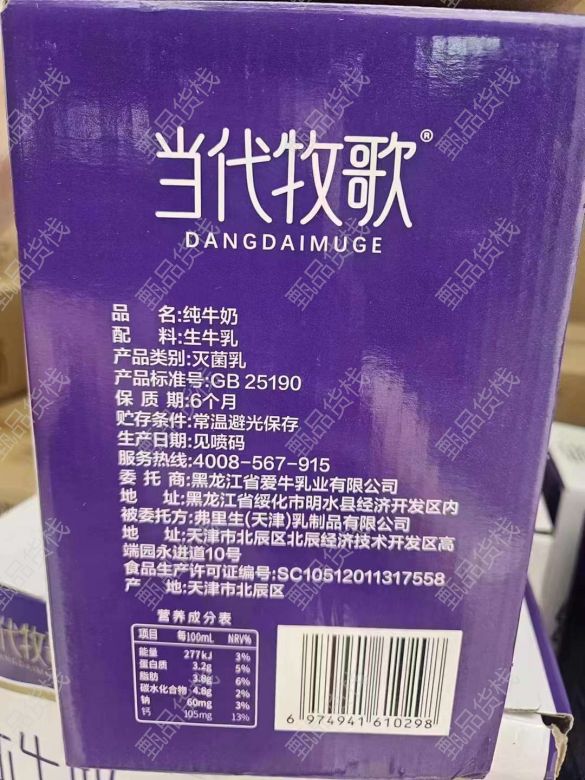 当代牧歌®
DANGDAIMUGE
品 名:纯牛奶
配 料:生牛乳
产品类别:灭菌乳
产品标准号:GB 25190
保 质 期:6个月
贮存条件:常温避光保存
生产日期:见喷码
服务热线:4008-567-915
委 托 商:黑龙江省爱牛乳业有限公司
地 址:黑龙江省绥化市明水县经济开发区内
被委托方:弗里生(天津)乳制品有限公司
地 址:天津市北辰区北辰经济技术开发区高
端园永进道10号
食品生产许可证编号:SC10512011317558
产 地:天津市北辰区
营养成分表
项目 每100mL NRV%
能量 277kJ 3%
蛋白质 3.2g 5%
脂肪 3.8g 6%
碳水化合物 4.8g 2%
钠 60mg 3%
钙 105mg 13%
6 974941 610298
代牧歌
DANGDAIMUGE
甄品货栈